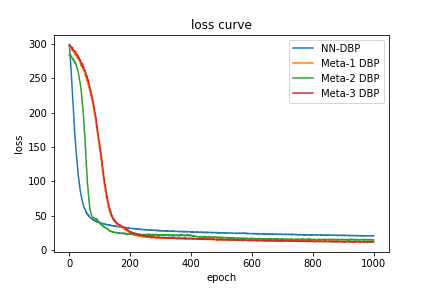 loss curve
300
250
200
150
100
50
0
loss
0
200
400
600
800
1000
epoch
NN-DBP
Meta-1 DBP
Meta-2 DBP
Meta-3 DBP